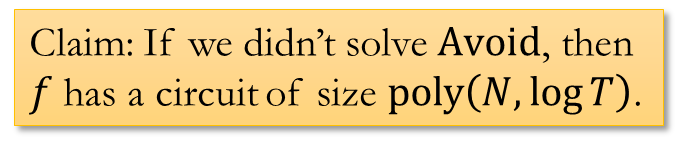 Claim: If we didn't solve Avoid, then
f has a circuit of size poly(N, log T).